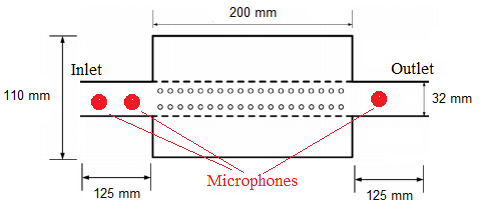 200 mm
Inlet
Outlet
110 mm
32 mm
Microphones
125 mm
125 mm